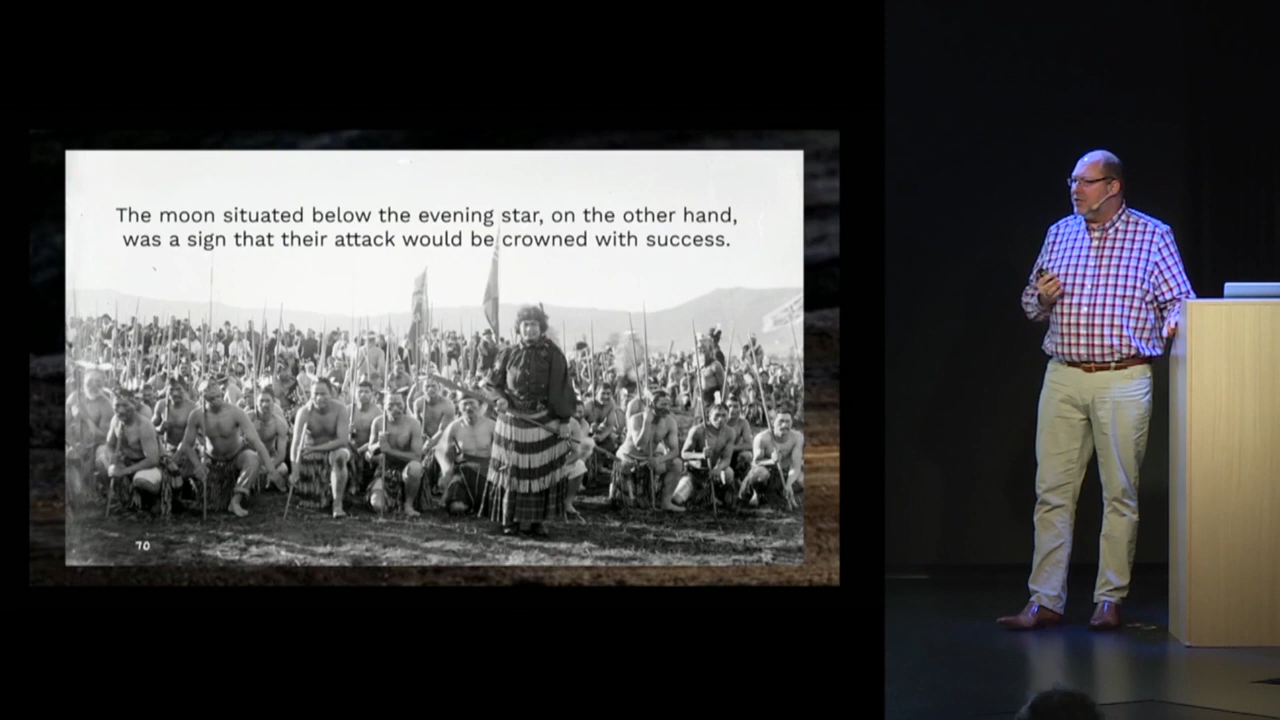 The moon situated below the evening star, on the other hand,
was a sign that their attack would be crowned with success.
70